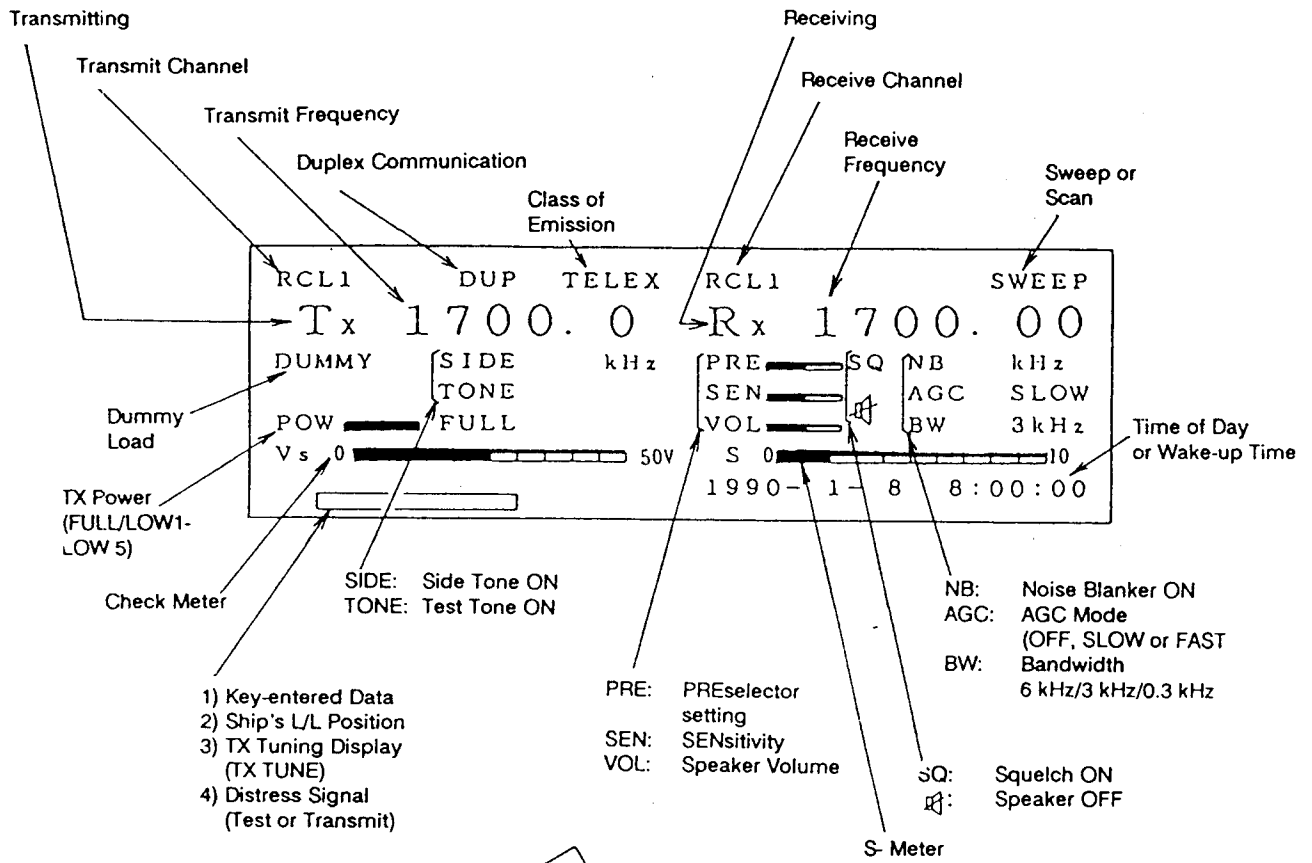 Transmitting
Receiving
Transmit Channel
Receive Channel
Transmit Frequency
Receive
Frequency
Duplex Communication
Class of
Emission
Sweep or
Scan
RCL1 DUP TELEX RCL1 SWEEP
Tx 1700. 0 Rx 1700. 00
DUMMY SIDE kHz PRE SQ NB kHz
TONE SEN AGC SLOW
POW FULL VOL BW 3kHz
Vs 0 50V S 0 10
1990- 1- 8 8:00:00
Dummy
Load
Time of Day
or Wake-up Time
TX Power
(FULL/LOW1-
LOW 5)
Check Meter
SIDE: Side Tone ON
TONE: Test Tone ON
NB: Noise Blanker ON
AGC: AGC Mode
(OFF, SLOW or FAST
BW: Bandwidth
6 kHz/3 kHz/0.3 kHz
1) Key-entered Data
2) Ship's L/L Position
3) TX Tuning Display
(TX TUNE)
4) Distress Signal
(Test or Transmit)
PRE: PREselector
setting
SEN: SENsitivity
VOL: Speaker Volume
SQ: Squelch ON
: Speaker OFF
S- Meter